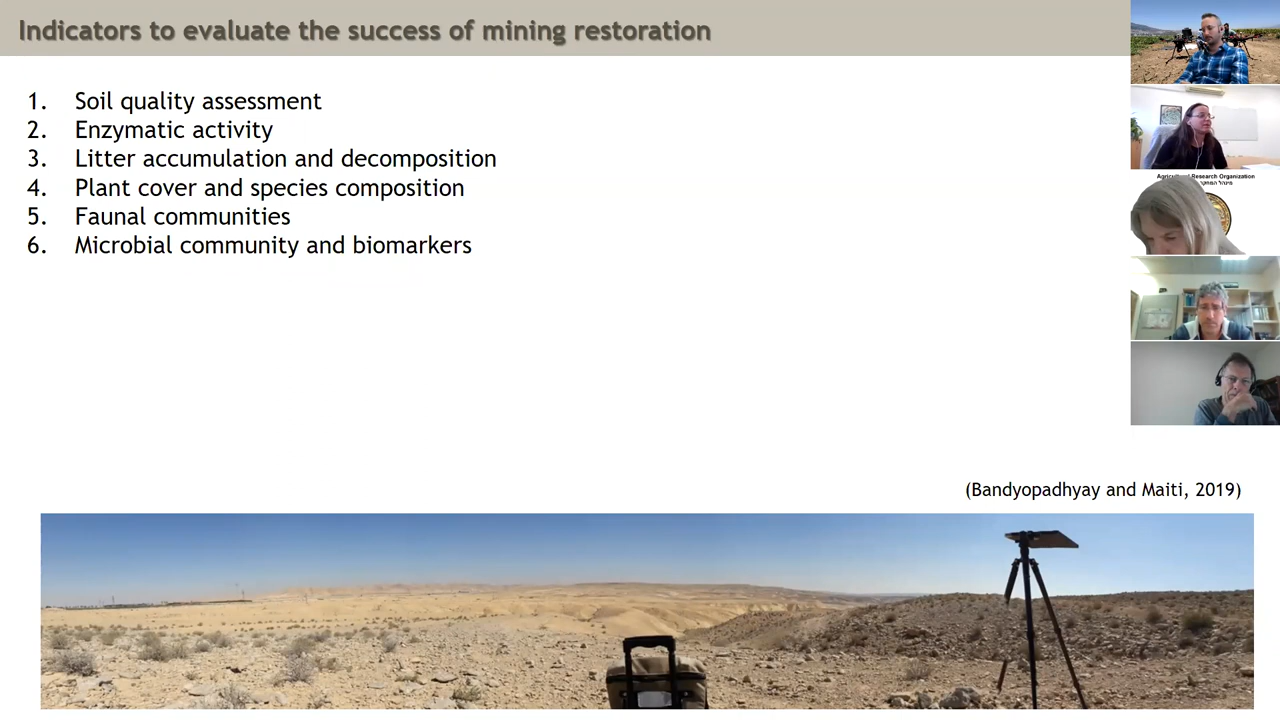 Indicators to evaluate the success of mining restoration
1. Soil quality assessment
2. Enzymatic activity
3. Litter accumulation and decomposition
4. Plant cover and species composition
5. Faunal communities
6. Microbial community and biomarkers
Agricultural Research Organization
(Bandyopadhyay and Maiti, 2019)